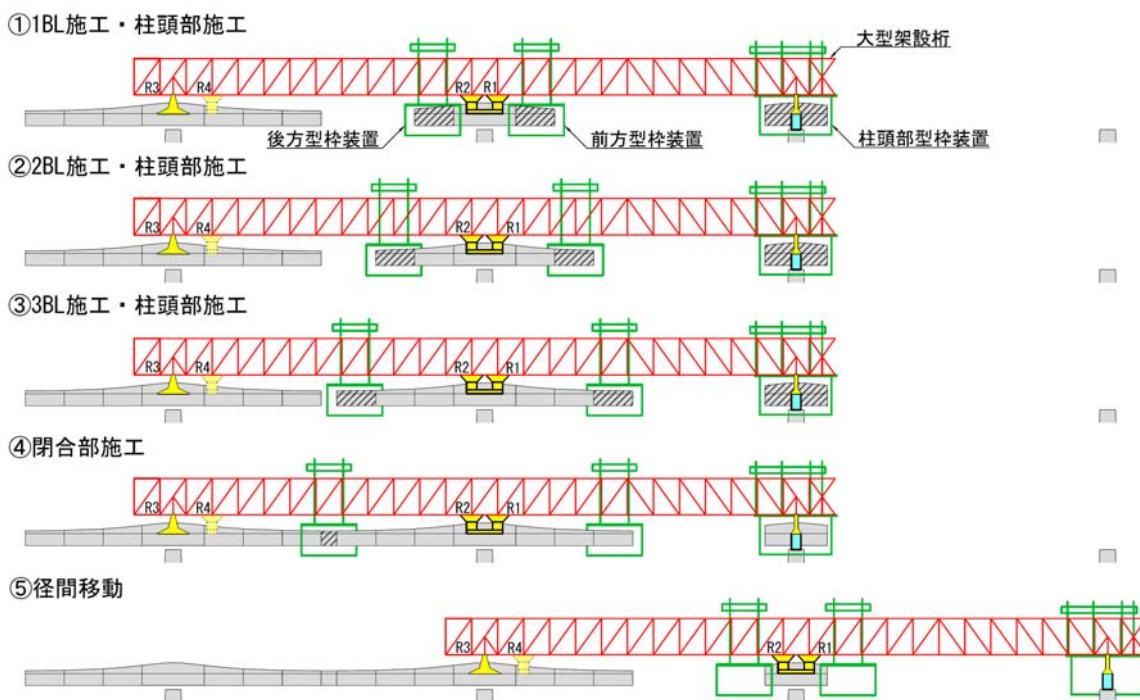 ①1BL施工・柱頭部施工
大型架設桁
R3
R4
R2
R1
後方型枠装置
前方型枠装置
柱頭部型枠装置
②2BL施工・柱頭部施工
R3
R4
R2
R1
③3BL施工・柱頭部施工
R3
R4
R2
R1
④閉合部施工
R3
R4
R2
R1
⑤径間移動
R3
R4
R2
R1